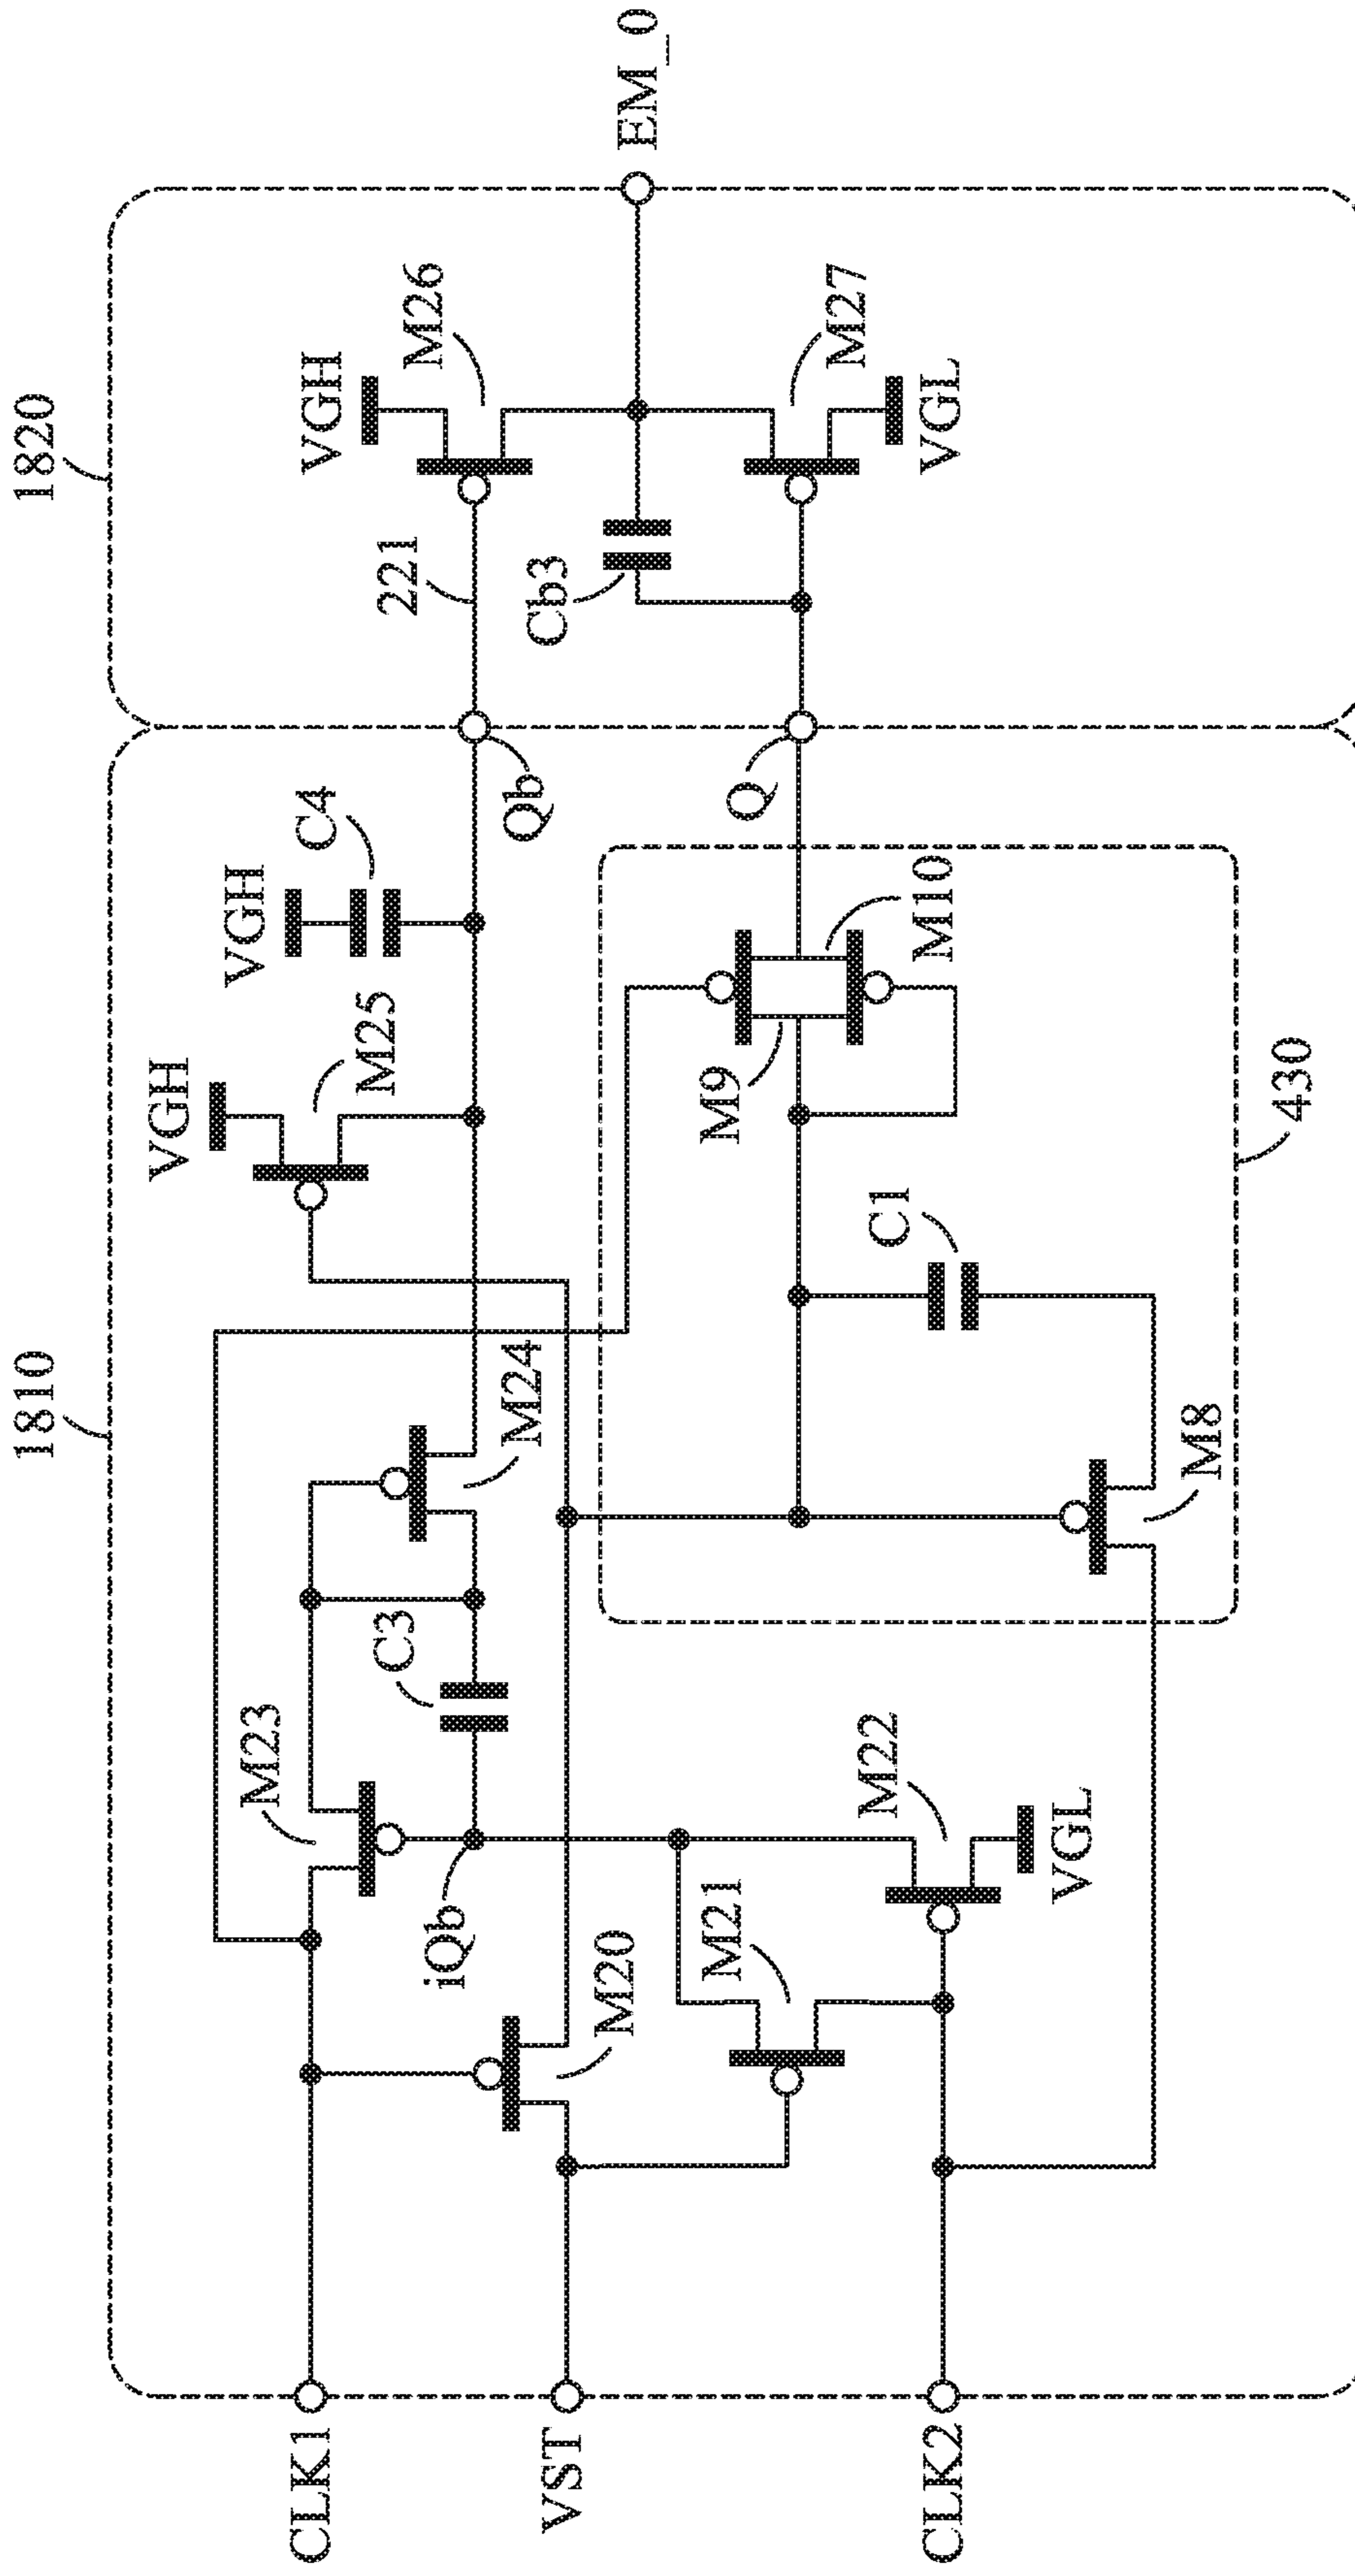 1810
1820
CLK1
VST
CLK2
M23
C3
M24
VGH
M25
VGH
C4
Qb
221
VGH
M26
Cb3
EM_0
M27
VGL
Q
iQb
M20
M21
M22
VGL
M9
M10
C1
M8
430